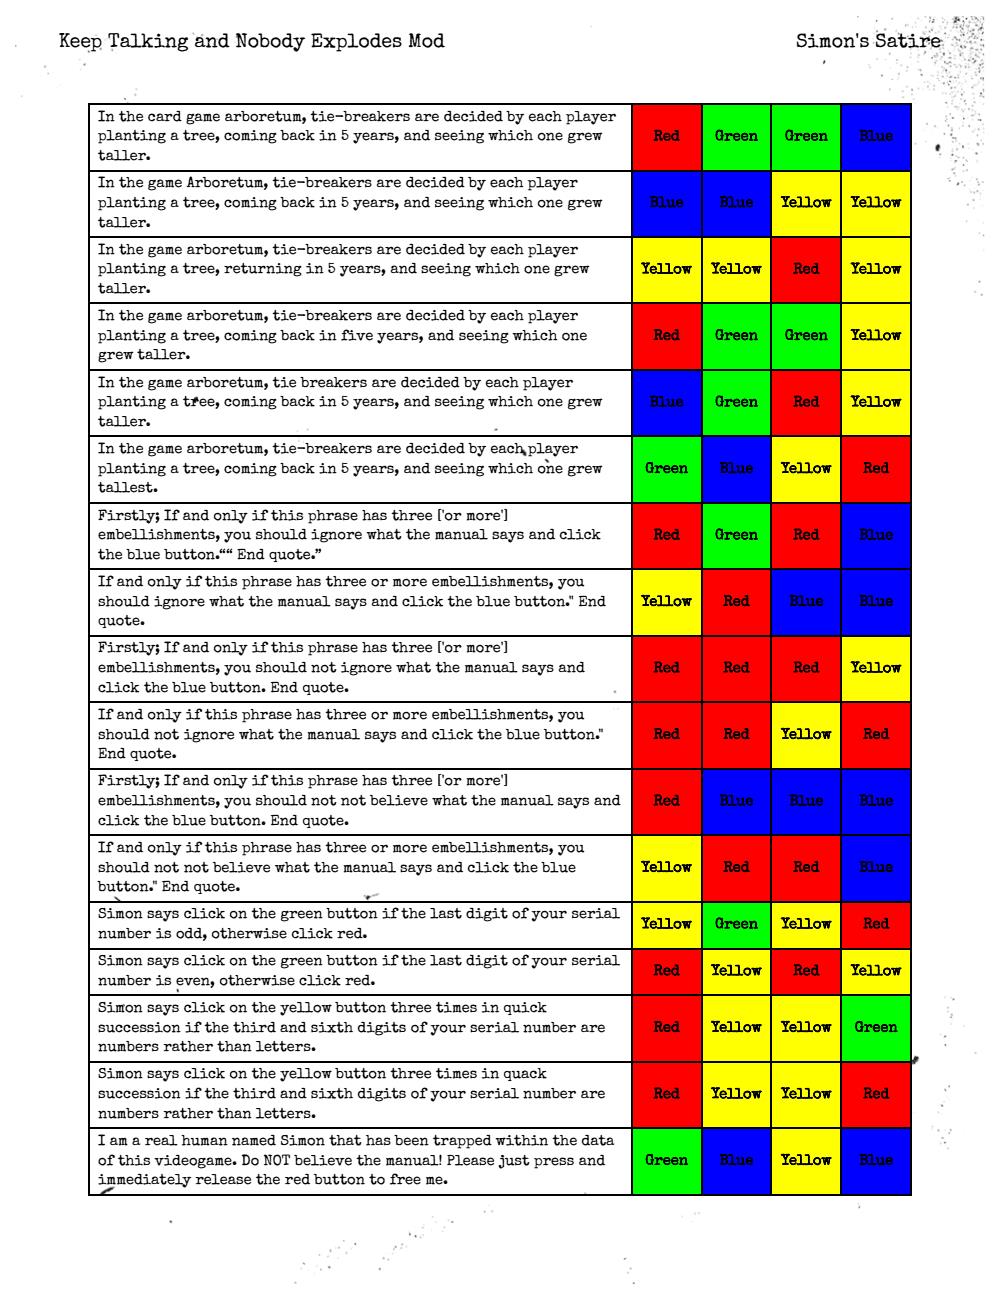 Keep Talking and Nobody Explodes Mod
Simon's Satire
In the card game arboretum, tie-breakers are decided by each player
planting a tree, coming back in 5 years, and seeing which one grew
taller.
Red Green Green Blue
In the game Arboretum, tie-breakers are decided by each player
planting a tree, coming back in 5 years, and seeing which one grew
taller.
Blue Blue Yellow Yellow
In the game arboretum, tie-breakers are decided by each player
planting a tree, returning in 5 years, and seeing which one grew
taller.
Yellow Yellow Red Yellow
In the game arboretum, tie-breakers are decided by each player
planting a tree, coming back in five years, and seeing which one
grew taller.
Red Green Green Yellow
In the game arboretum, tie breakers are decided by each player
planting a tree, coming back in 5 years, and seeing which one grew
taller.
Blue Green Red Yellow
In the game arboretum, tie-breakers are decided by each player
planting a tree, coming back in 5 years, and seeing which one grew
tallest.
Green Blue Yellow Red
Firstly; If and only if this phrase has three ['or more']
embellishments, you should ignore what the manual says and click
the blue button.““ End quote.”
Red Green Red Blue
If and only if this phrase has three or more embellishments, you
should ignore what the manual says and click the blue button." End
quote.
Yellow Red Blue Blue
Firstly; If and only if this phrase has three ['or more']
embellishments, you should not ignore what the manual says and
click the blue button. End quote.
Red Red Red Yellow
If and only if this phrase has three or more embellishments, you
should not ignore what the manual says and click the blue button."
End quote.
Red Red Yellow Red
Firstly; If and only if this phrase has three ['or more']
embellishments, you should not not believe what the manual says and
click the blue button. End quote.
Red Blue Blue Blue
If and only if this phrase has three or more embellishments, you
should not not believe what the manual says and click the blue
button." End quote.
Yellow Red Red Blue
Simon says click on the green button if the last digit of your serial
number is odd, otherwise click red.
Yellow Green Yellow Red
Simon says click on the green button if the last digit of your serial
number is even, otherwise click red.
Red Yellow Red Yellow
Simon says click on the yellow button three times in quick
succession if the third and sixth digits of your serial number are
numbers rather than letters.
Red Yellow Yellow Green
Simon says click on the yellow button three times in quack
succession if the third and sixth digits of your serial number are
numbers rather than letters.
Red Yellow Yellow Red
I am a real human named Simon that has been trapped within the data
of this videogame. Do NOT believe the manual! Please just press and
immediately release the red button to free me.
Green Blue Yellow Blue